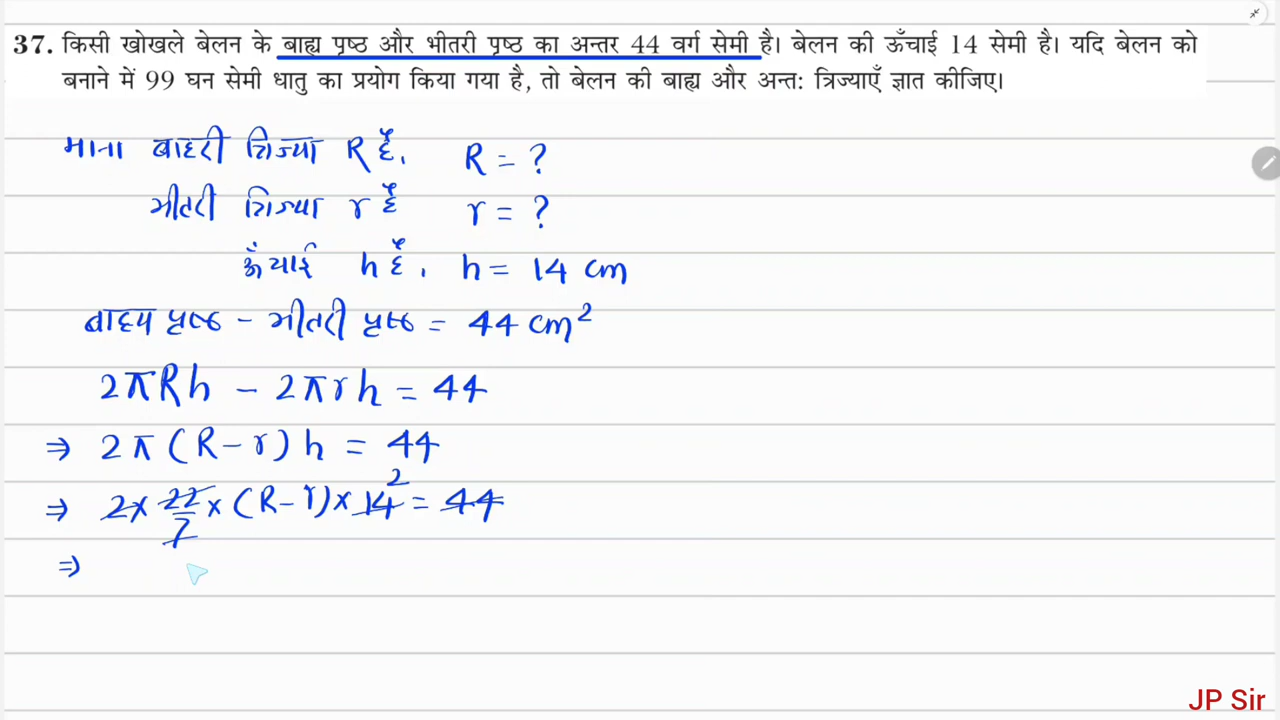 37. किसी खोखले बेलन के बाह्य पृष्ठ और भीतरी पृष्ठ का अन्तर 44 वर्ग सेमी है। बेलन की ऊँचाई 14 सेमी है। यदि बेलन को
बनाने में 99 घन सेमी धातु का प्रयोग किया गया है, तो बेलन की बाह्य और अन्त: त्रिज्याएँ ज्ञात कीजिए।
माना बाहरी त्रिज्या R है, R = ?
भीतरी त्रिज्या r है r = ?
ऊँचाई h है, h = 14 cm
बाह्य पृष्ठ - भीतरी पृष्ठ = 44 cm²
2πRh - 2πrh = 44
⇒ 2π(R-r)h = 44
⇒ 2 × 22/7 × (R-r) × 14² = 44 2
⇒
JP Sir